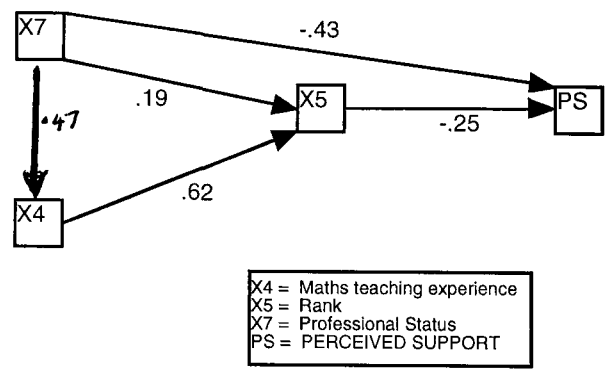 X7
-.43
.19
X5
PS
-.25
.47
.62
X4
X4 = Maths teaching experience
X5 = Rank
X7 = Professional Status
PS = PERCEIVED SUPPORT